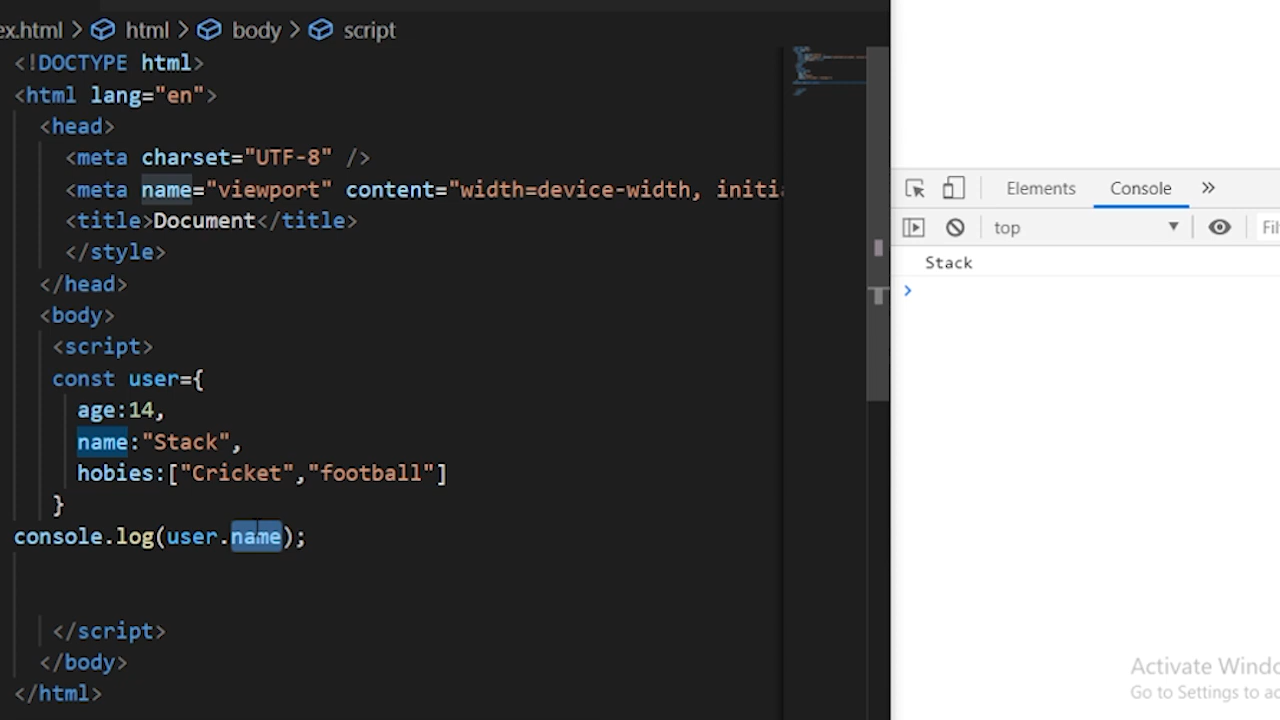 ex.html > html > body > script
<!DOCTYPE html>
<html lang="en">
<head>
<meta charset="UTF-8" />
<meta name="viewport" content="width=device-width, initia
<title>Document</title>
</style>
</head>
<body>
<script>
const user={
age:14,
name:"Stack",
hobies:["Cricket","football"]
}
console.log(user.name);
</script>
</body>
</html>
Elements Console »
top Fil
Stack
Activate Windo
Go to Settings to ac